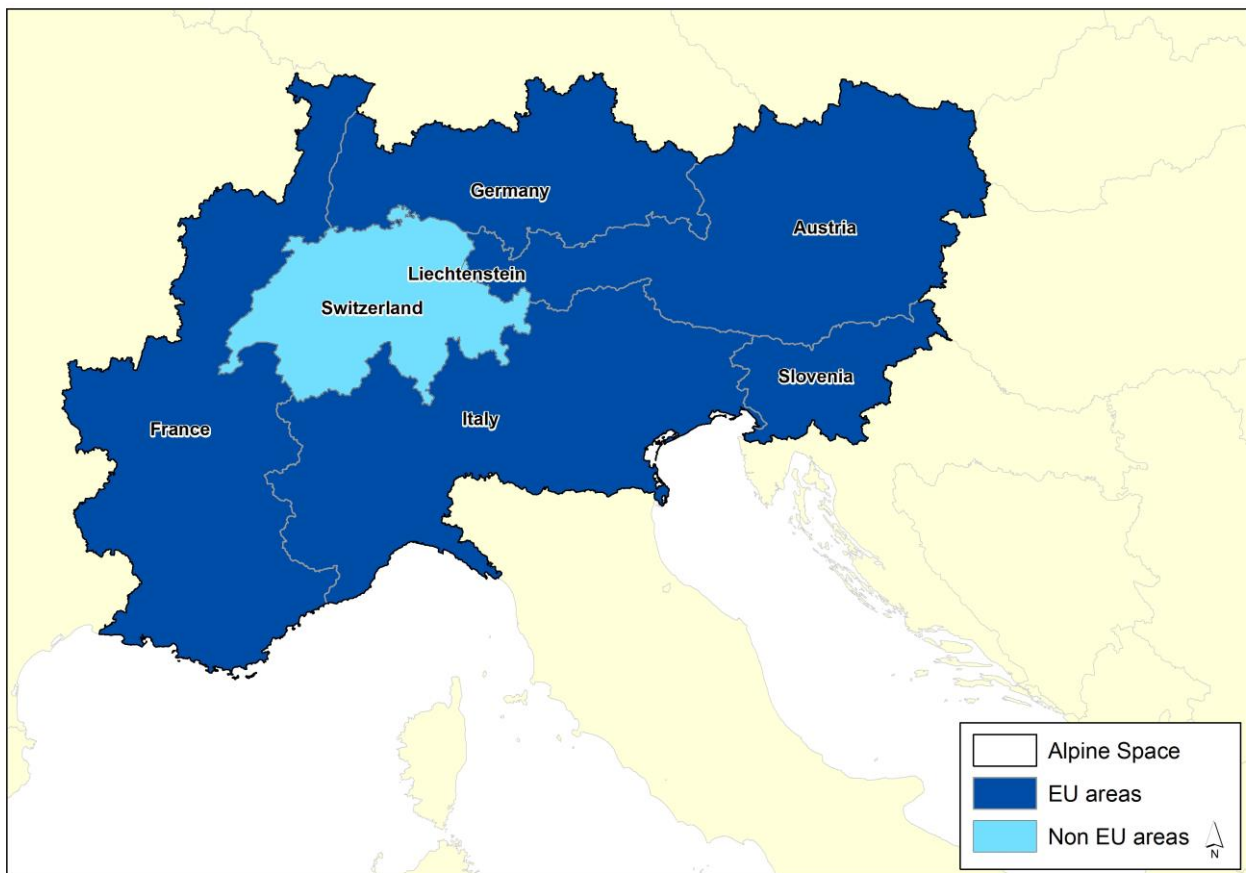 Germany
Austria
Liechtenstein
Switzerland
Slovenia
Italy
France
Alpine Space
EU areas
Non EU areas
N